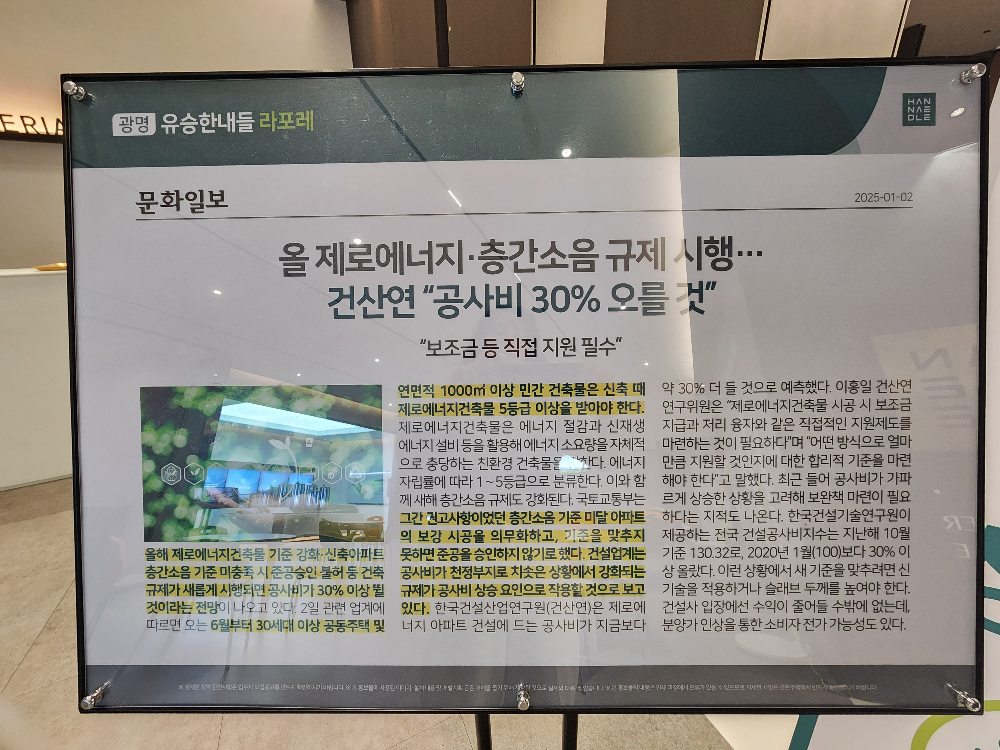 ERIA
광명 유승한내들 라포레
HAN
NAE
DLE
문화일보
2025-01-02
올 제로에너지·층간소음 규제 시행…
건산연 “공사비 30% 오를 것”
“보조금 등 직접 지원 필수”
올해 제로에너지건축물 기준 강화·신축아파트
층간소음 기준 미충족 시 준공승인 불허 등 건축
규제가 새롭게 시행되면 공사비가 30% 이상 뛸
것이라는 전망이 나오고 있다. 2일 관련 업계에
따르면 오는 6월부터 30세대 이상 공동주택 및
연면적 1000㎡ 이상 민간 건축물은 신축 때
제로에너지건축물 5등급 이상을 받아야 한다.
제로에너지건축물은 에너지 절감과 신재생
에너지 설비 등을 활용해 에너지 소요량을 자체적
으로 충당하는 친환경 건축물을 한다. 에너지
자립률에 따라 1～5등급으로 분류한다. 이와 함
께 새해 층간소음 규제도 강화된다. 국토교통부는
그간 권고사항이었던 층간소음 기준 미달 아파트
의 보강 시공을 의무화하고, 기준을 맞추지
못하면 준공을 승인하지 않기로 했다. 건설업계는
공사비가 천정부지로 치솟은 상황에서 강화되는
규제가 공사비 상승 요인으로 작용할 것으로 보고
있다. 한국건설산업연구원(건산연)은 제로에
너지 아파트 건설에 드는 공사비가 지금보다
약 30% 더 들 것으로 예측했다. 이홍일 건산연
연구위원은 “제로에너지건축물 시공 시 보조금
지급과 저리 융자와 같은 직접적인 지원제도를
마련하는 것이 필요하다”며 “어떤 방식으로 얼마
만큼 지원할 것인지에 대한 합리적 기준을 마련
해야 한다”고 말했다. 최근 들어 공사비가 가파
르게 상승한 상황을 고려해 보완책 마련이 필요
하다는 지적도 나온다. 한국건설기술연구원이
제공하는 전국 건설공사비지수는 지난해 10월
기준 130.32로, 2020년 1월(100)보다 30% 이
상 올랐다. 이런 상황에서 새 기준을 맞추려면 신
기술을 적용하거나 슬래브 두께를 높여야 한다.
건설사 입장에선 수익이 줄어들 수밖에 없는데,
분양가 인상을 통한 소비자 전가 가능성도 있다.